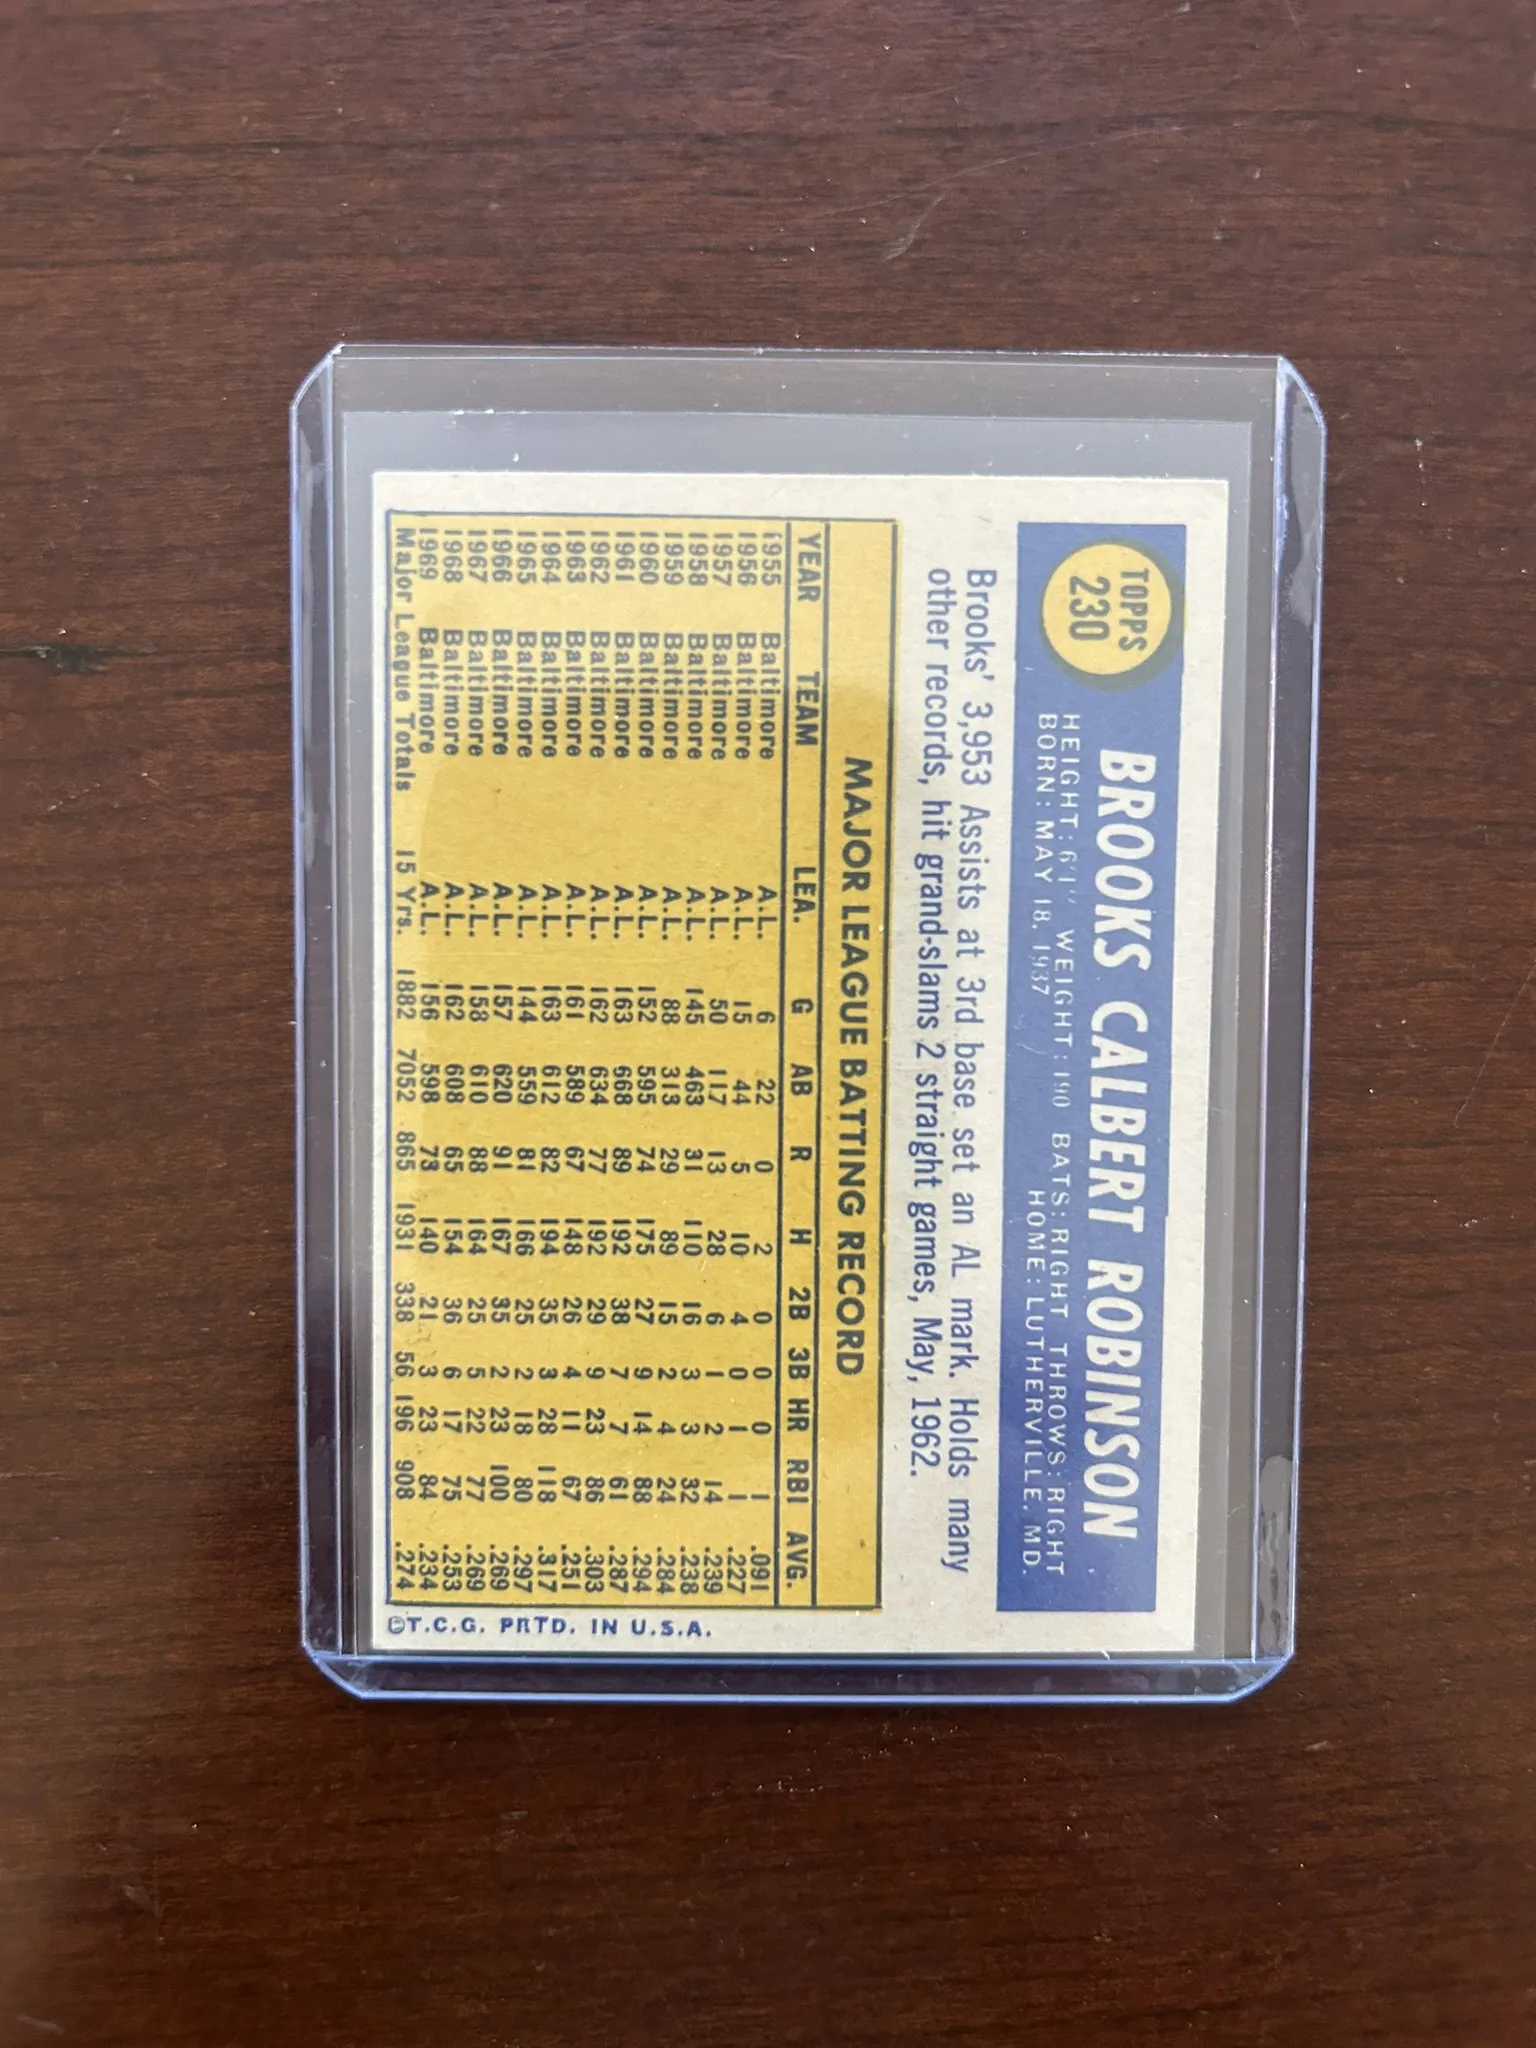 TOPPS
230
BROOKS CALBERT ROBINSON
HEIGHT: 6'1" WEIGHT: 190 BATS: RIGHT THROWS: RIGHT
BORN: MAY 18, 1937 HOME: LUTHERVILLE, MD.
Brooks' 3,953 Assists at 3rd base set an AL mark. Holds many
other records, hit grand-slams 2 straight games, May, 1962.
MAJOR LEAGUE BATTING RECORD
YEAR TEAM LEA. G AB R H 2B 3B HR RBI AVG.
1955 Baltimore A.L. 6 22 0 2 0 0 0 1 .091
1956 Baltimore A.L. 15 44 5 10 4 0 1 1 .227
1957 Baltimore A.L. 50 117 13 28 6 1 2 14 .239
1958 Baltimore A.L. 145 463 31 110 16 3 3 32 .238
1959 Baltimore A.L. 88 313 29 89 15 2 4 24 .284
1960 Baltimore A.L. 152 595 74 175 27 9 14 88 .294
1961 Baltimore A.L. 163 668 89 192 38 7 7 61 .287
1962 Baltimore A.L. 162 634 77 192 29 9 23 86 .303
1963 Baltimore A.L. 161 589 67 148 26 4 11 67 .251
1964 Baltimore A.L. 163 612 82 194 35 3 28 118 .317
1965 Baltimore A.L. 144 559 81 166 25 2 18 80 .297
1966 Baltimore A.L. 157 620 91 167 35 2 23 100 .269
1967 Baltimore A.L. 158 610 88 164 25 5 22 77 .269
1968 Baltimore A.L. 162 608 65 154 36 6 17 75 .253
1969 Baltimore A.L. 156 598 73 140 21 3 23 84 .234
Major League Totals 15 Yrs. 1882 7052 865 1931 338 56 196 908 .274
©T.C.G. PRTD. IN U.S.A.